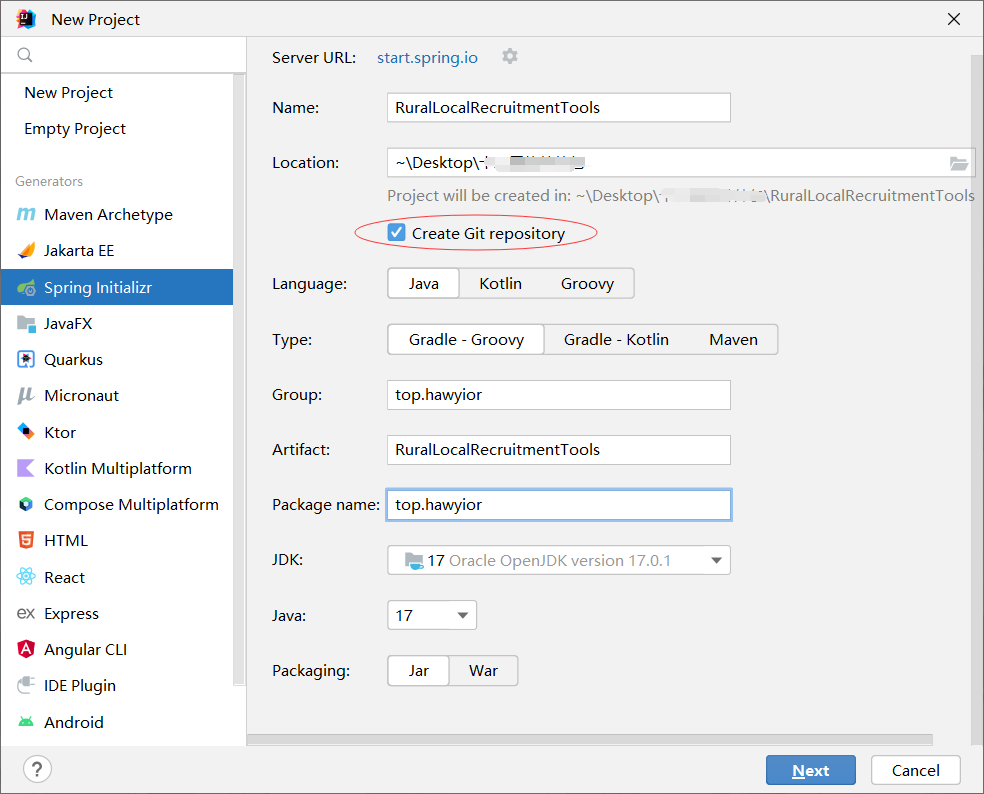 New Project
New Project
Empty Project
Generators
Maven Archetype
Jakarta EE
Spring Initializr
JavaFX
Quarkus
Micronaut
Ktor
Kotlin Multiplatform
Compose Multiplatform
HTML
React
ex Express
Angular CLI
IDE Plugin
Android
Server URL: start.spring.io
Name: RuralLocalRecruitmentTools
Location: ~\Desktop\
Project will be created in: ~\Desktop\ \RuralLocalRecruitmentTools
Create Git repository
Language: Java Kotlin Groovy
Type: Gradle - Groovy Gradle - Kotlin Maven
Group: top.hawyior
Artifact: RuralLocalRecruitmentTools
Package name: top.hawyior
JDK: 17 Oracle OpenJDK version 17.0.1
Java: 17
Packaging: Jar War
? Next Cancel